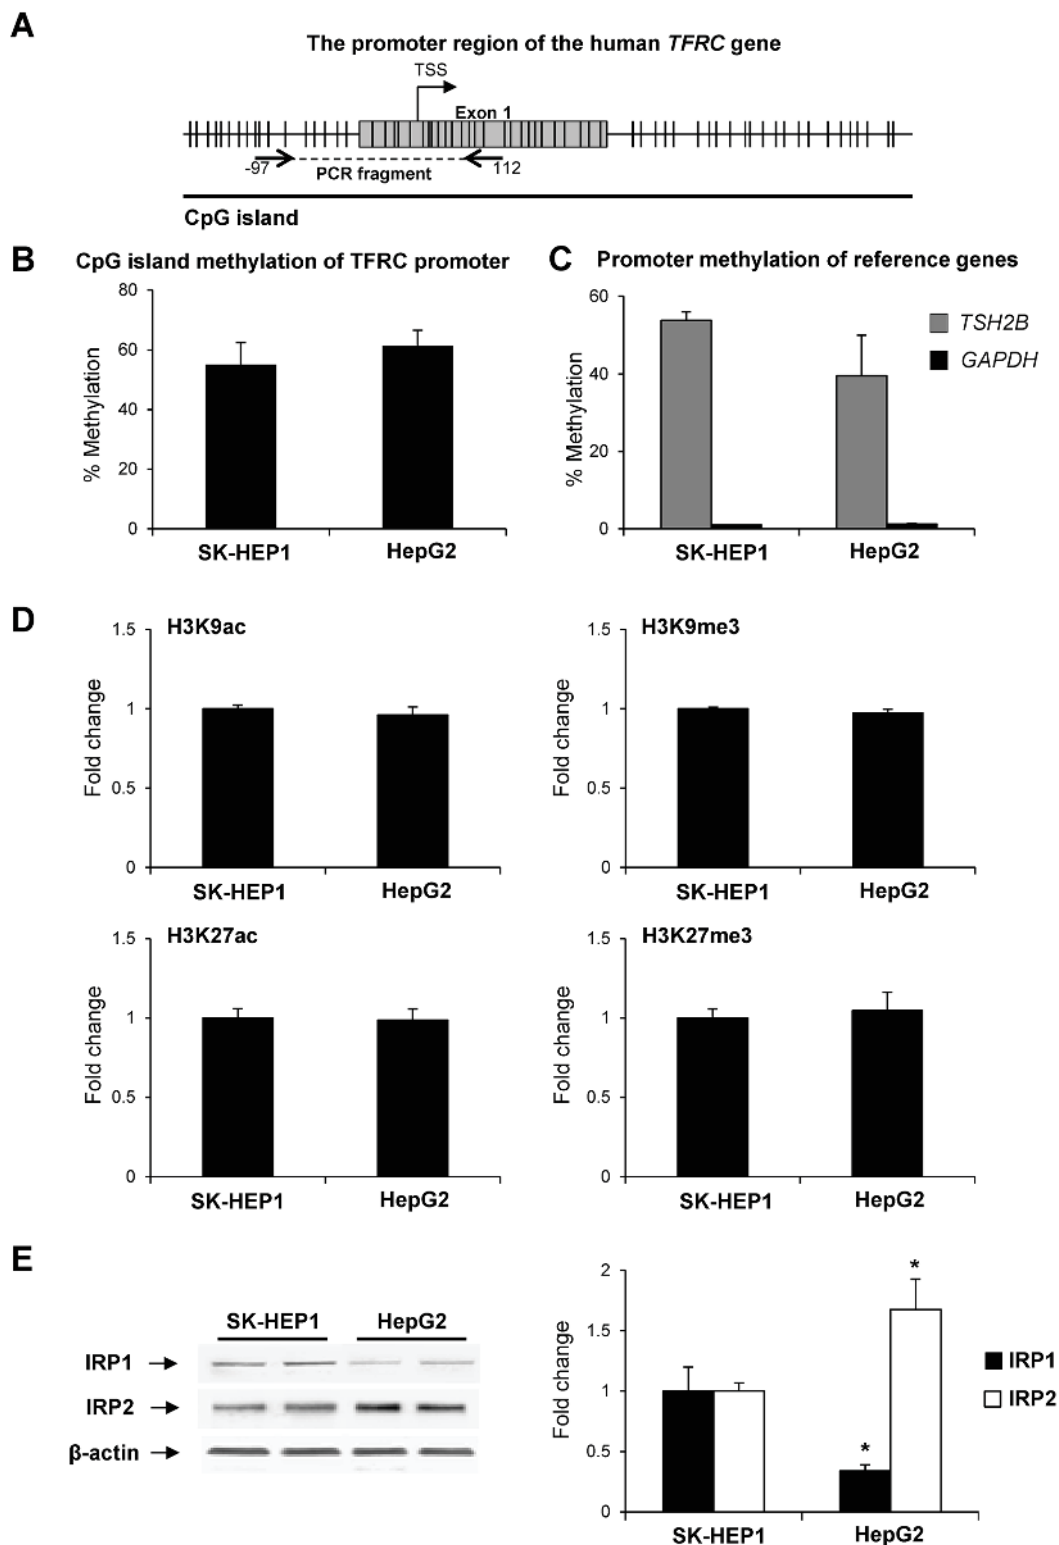 A
The promoter region of the human TFRC gene
TSS
Exon 1
-97
PCR fragment
112
CpG island
B
CpG island methylation of TFRC promoter
% Methylation
80
60
40
20
0
SK-HEP1
HepG2
C
Promoter methylation of reference genes
% Methylation
60
40
20
0
SK-HEP1
HepG2
TSH2B
GAPDH
D
H3K9ac
Fold change
1.5
1
0.5
0
SK-HEP1
HepG2
H3K9me3
Fold change
1.5
1
0.5
0
SK-HEP1
HepG2
H3K27ac
Fold change
1.5
1
0.5
0
SK-HEP1
HepG2
H3K27me3
Fold change
1.5
1
0.5
0
SK-HEP1
HepG2
E
SK-HEP1
HepG2
IRP1
IRP2
β-actin
Fold change
2
1.5
1
0.5
0
*
*
SK-HEP1
HepG2
IRP1
IRP2